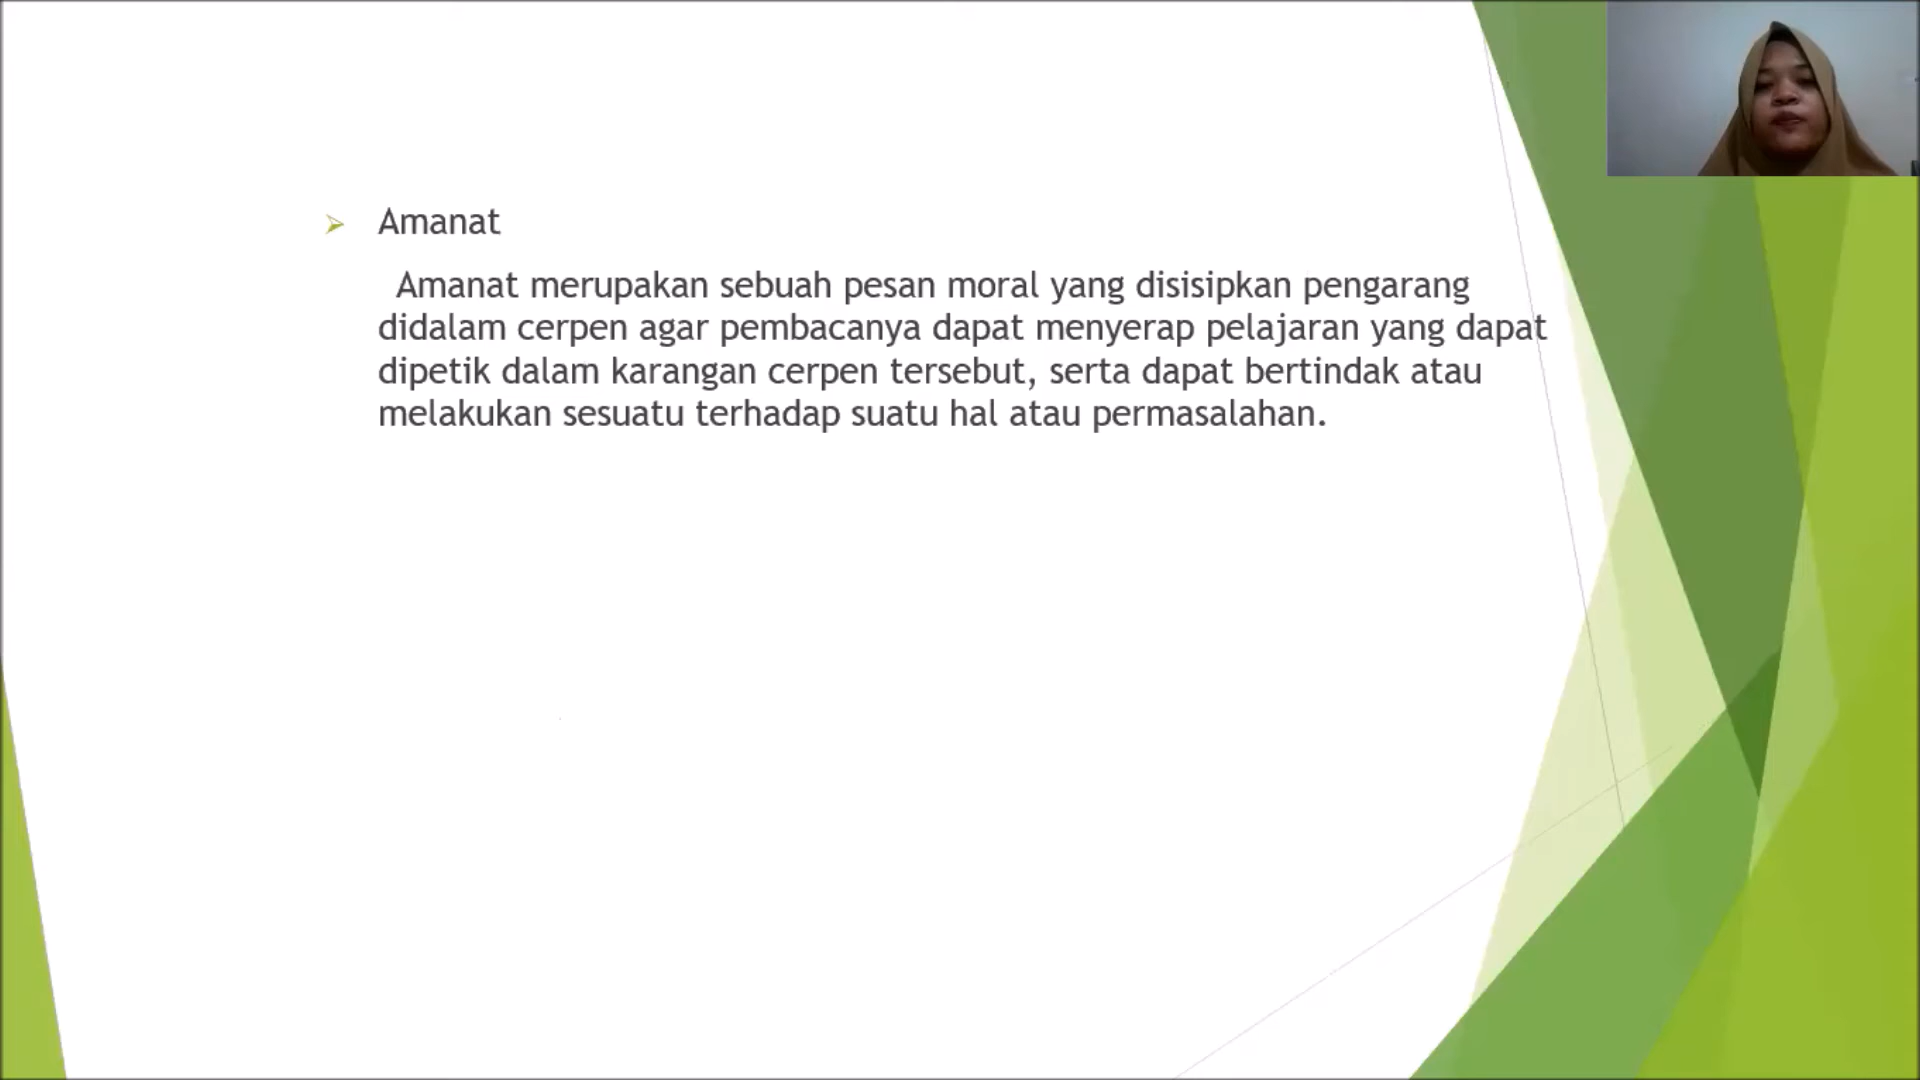 Amanat
Amanat merupakan sebuah pesan moral yang disisipkan pengarang
didalam cerpen agar pembacanya dapat menyerap pelajaran yang dapat
dipetik dalam karangan cerpen tersebut, serta dapat bertindak atau
melakukan sesuatu terhadap suatu hal atau permasalahan.